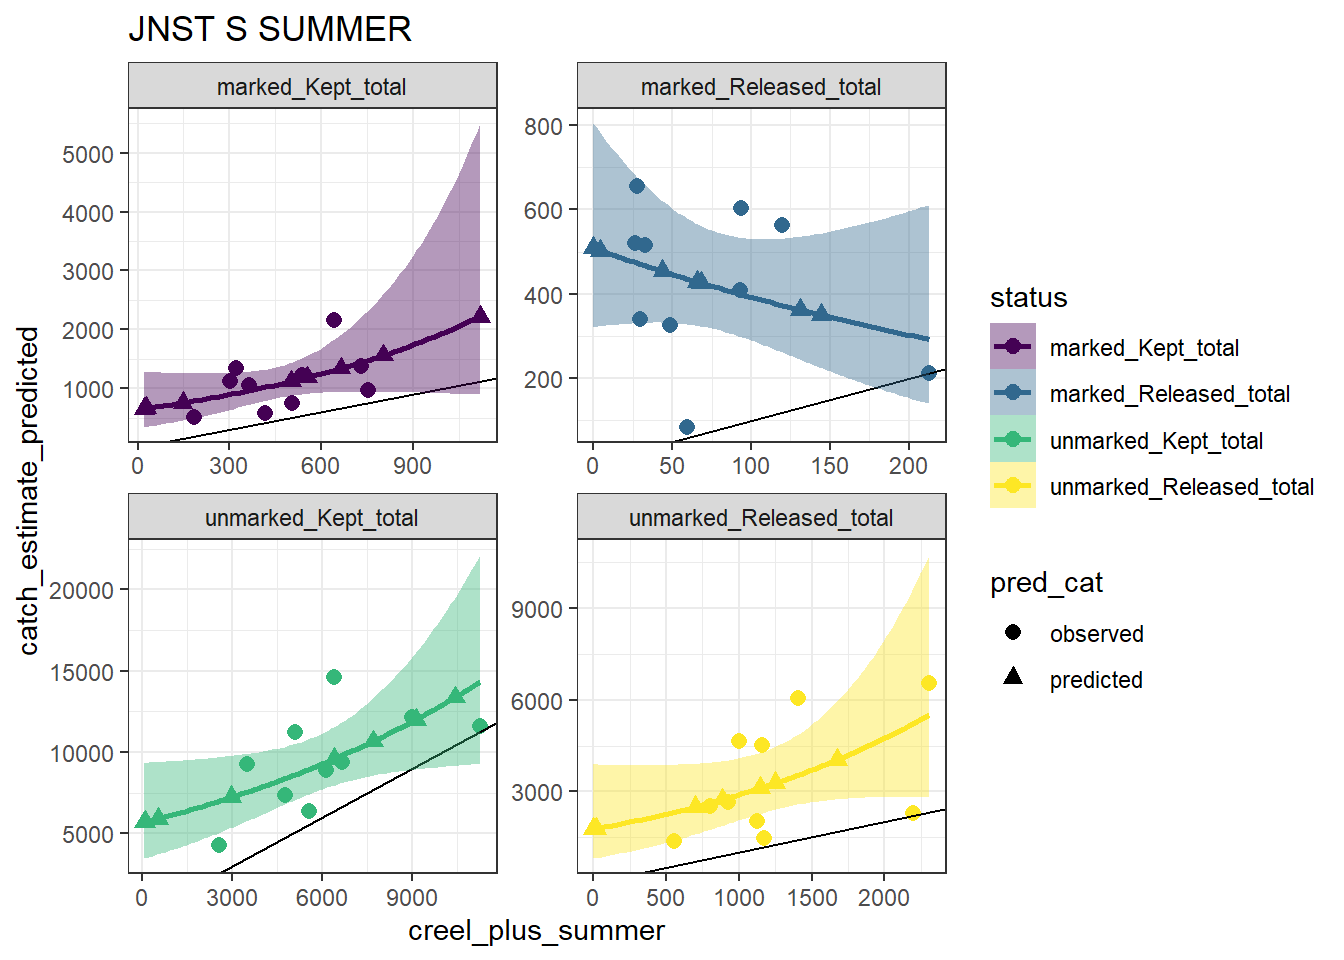 JNST S SUMMER
marked_Kept_total
marked_Released_total
5000
4000
3000
2000
1000
800
600
400
200
0 300 600 900
0 50 100 150 200
unmarked_Kept_total
unmarked_Released_total
20000
15000
10000
5000
9000
6000
3000
0 3000 6000 9000
0 500 1000 1500 2000
creel_plus_summer
catch_estimate_predicted
status
marked_Kept_total
marked_Released_total
unmarked_Kept_total
unmarked_Released_total
pred_cat
observed
predicted